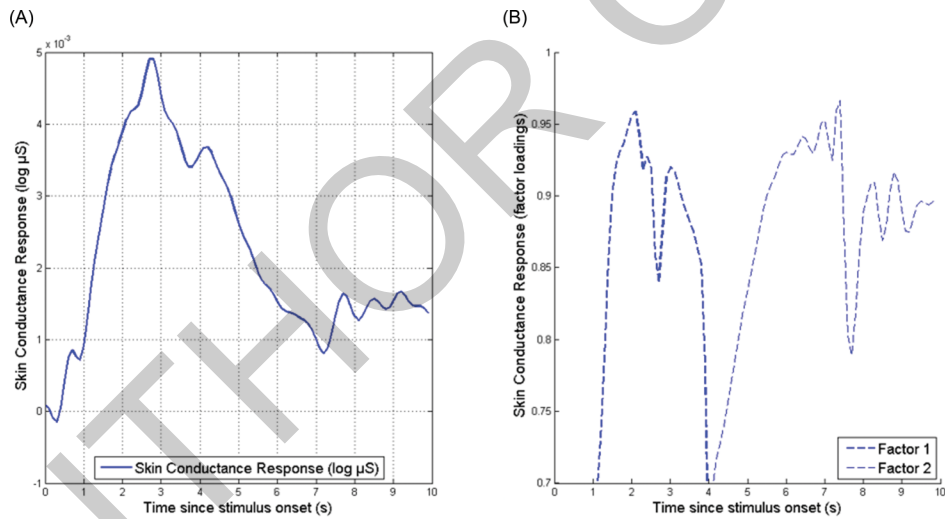 (A)
x 10⁻³
5
4
3
2
1
0
-1
Skin Conductance Response (log µS)
Skin Conductance Response (log µS)
0 1 2 3 4 5 6 7 8 9 10
Time since stimulus onset (s)
(B)
1
0.95
0.9
0.85
0.8
0.75
0.7
Skin Conductance Response (factor loadings)
Factor 1
Factor 2
0 1 2 3 4 5 6 7 8 9 10
Time since stimulus onset (s)
THOR